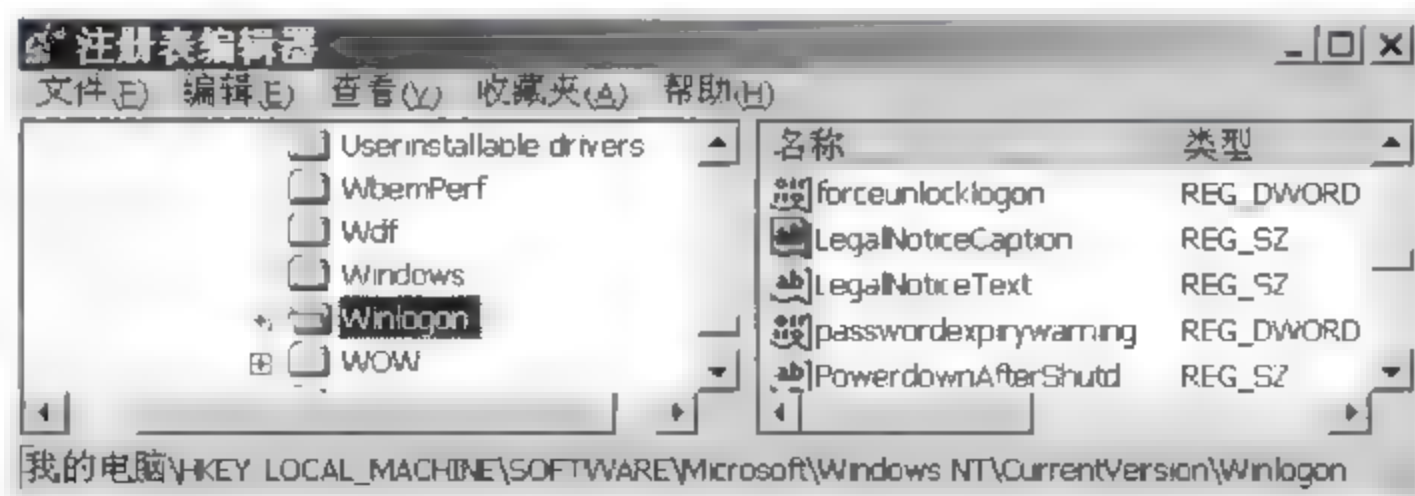 注册表编辑器
文件(F) 编辑(E) 查看(V) 收藏夹(A) 帮助(H)
Userinstallable drivers
WbemPerf
Wdf
Windows
Winlogon
WOW
名称 类型
forceunlocklogon REG_DWORD
LegalNoticeCaption REG_SZ
LegalNoticeText REG_SZ
passwordexpirywarning REG_DWORD
PowerdownAfterShutd REG_SZ
我的电脑\HKEY_LOCAL_MACHINE\SOFTWARE\Microsoft\Windows NT\CurrentVersion\Winlogon